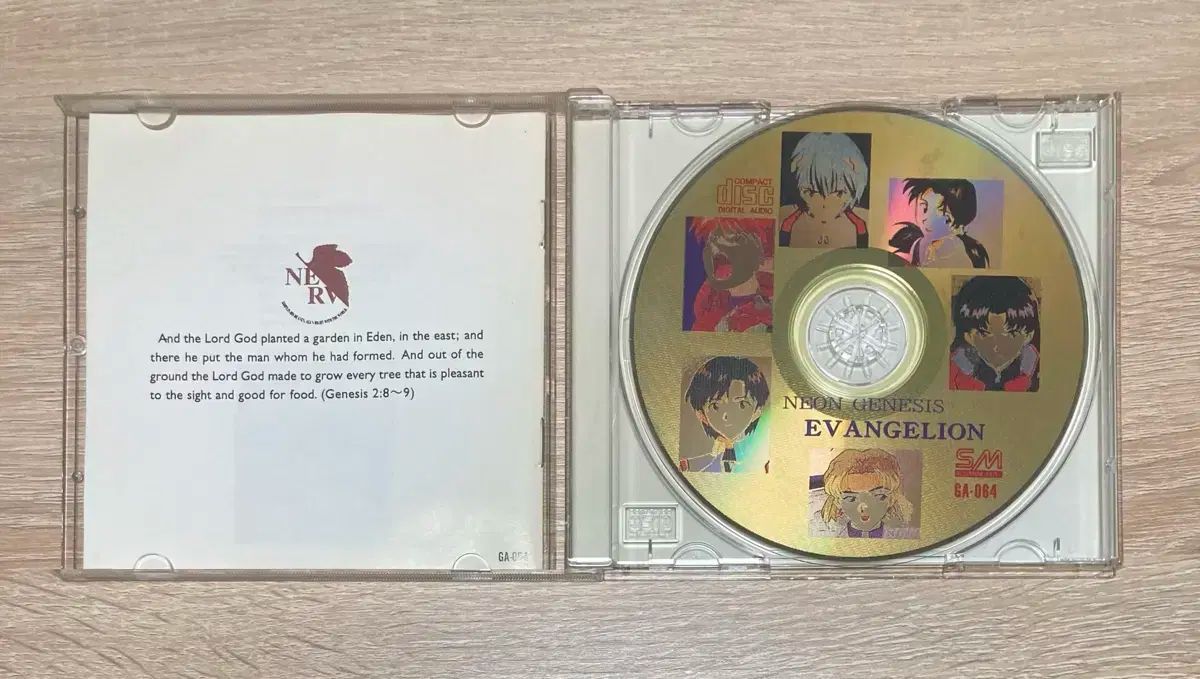 NERV
And the Lord God planted a garden in Eden, in the east; and
there he put the man whom he had formed. And out of the
ground the Lord God made to grow every tree that is pleasant
to the sight and good for food. (Genesis 2:8～9)
GA-064
COMPACT
disc
DIGITAL AUDIO
NEON GENESIS
EVANGELION
SM
GA-064